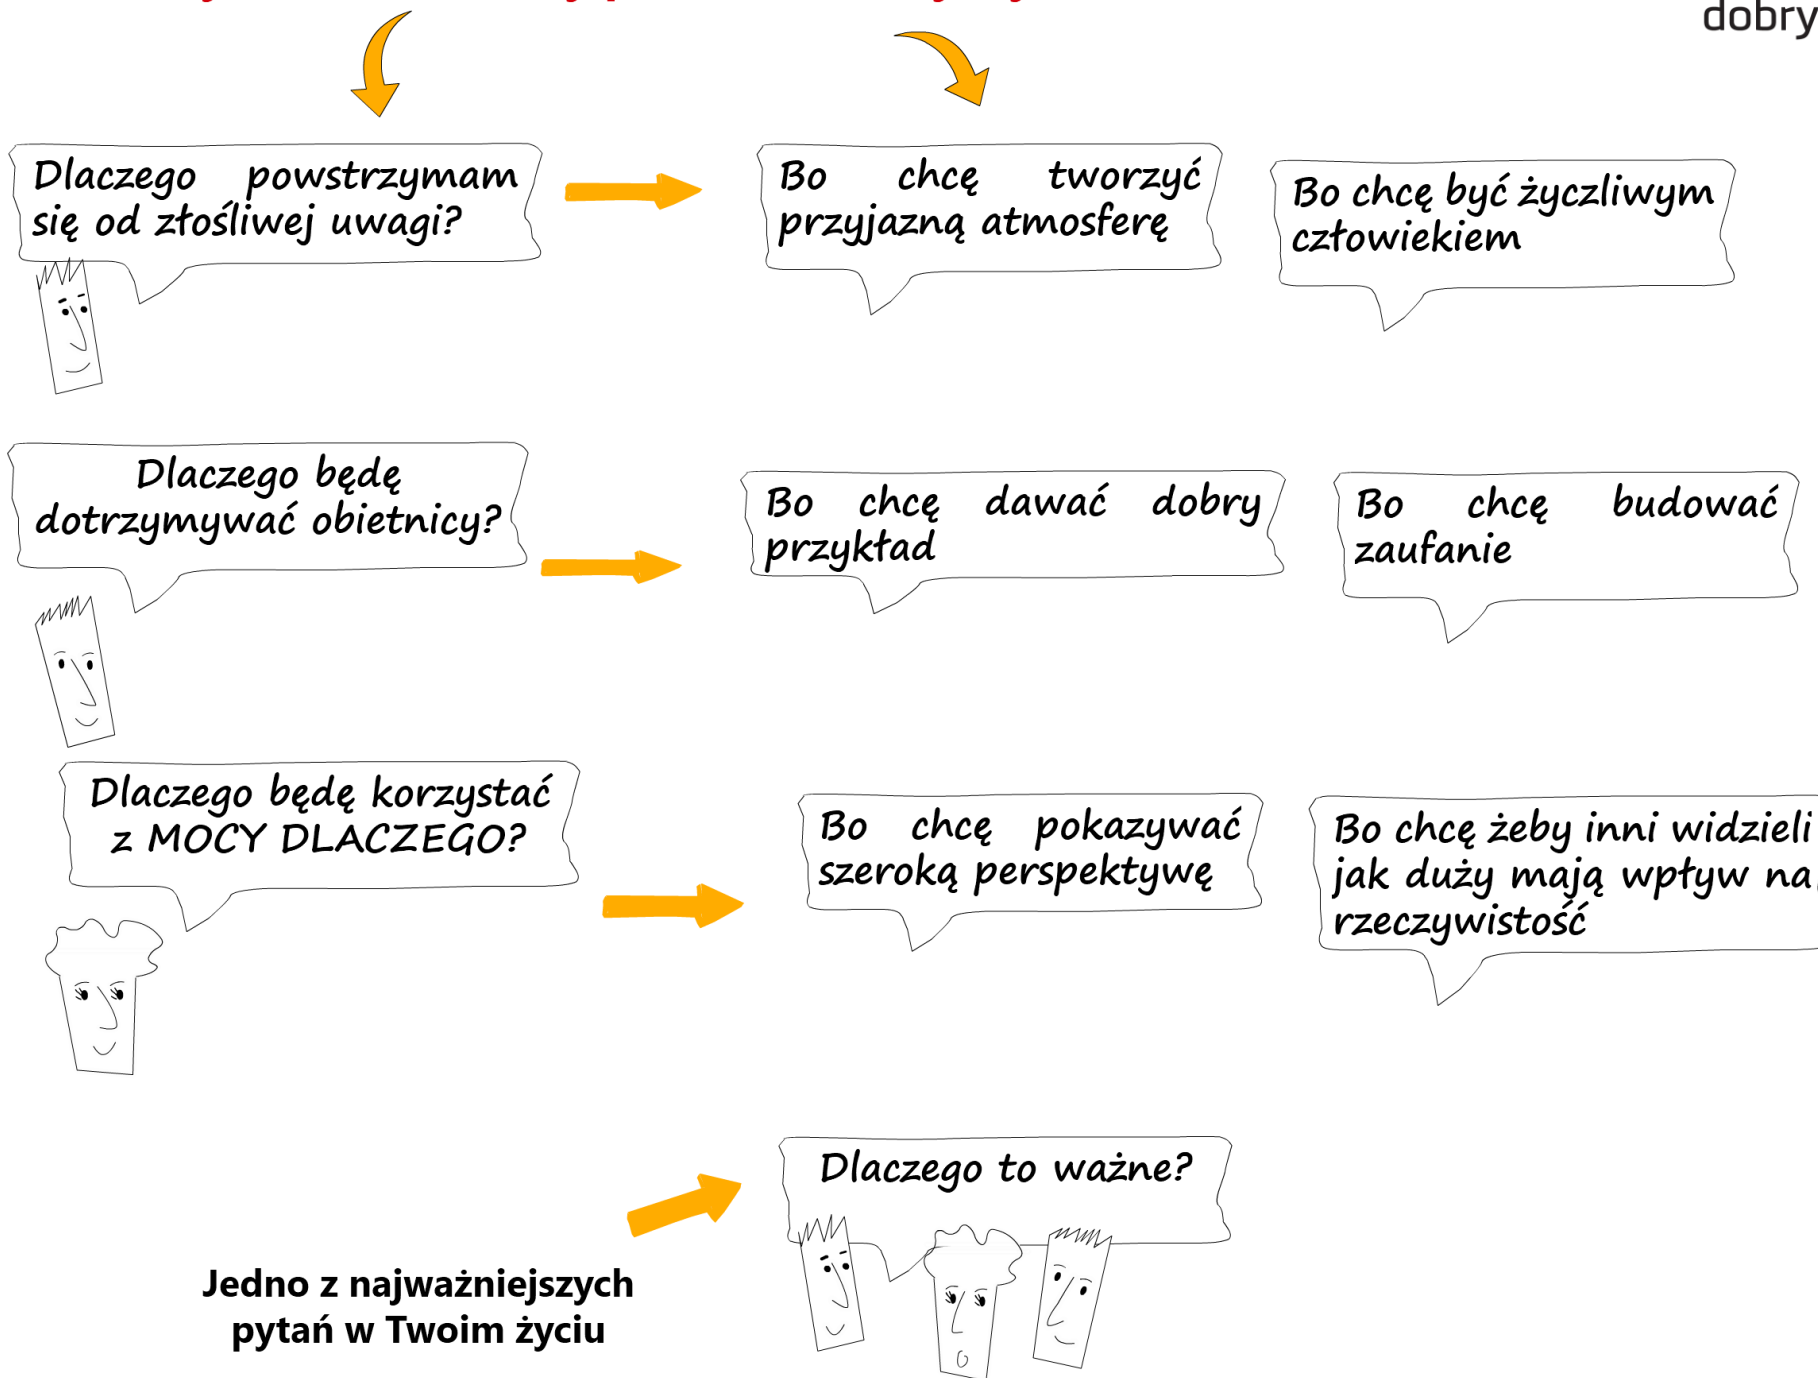 dobry
Dlaczego powstrzymam
się od złośliwej uwagi?
Bo chcę tworzyć
przyjazną atmosferę
Bo chcę być życzliwym
człowiekiem
Dlaczego będę
dotrzymywać obietnicy?
Bo chcę dawać dobry
przykład
Bo chcę budować
zaufanie
Dlaczego będę korzystać
z MOCY DLACZEGO?
Bo chcę pokazywać
szeroką perspektywę
Bo chcę żeby inni widzieli
jak duży mają wpływ na
rzeczywistość
Dlaczego to ważne?
Jedno z najważniejszych
pytań w Twoim życiu